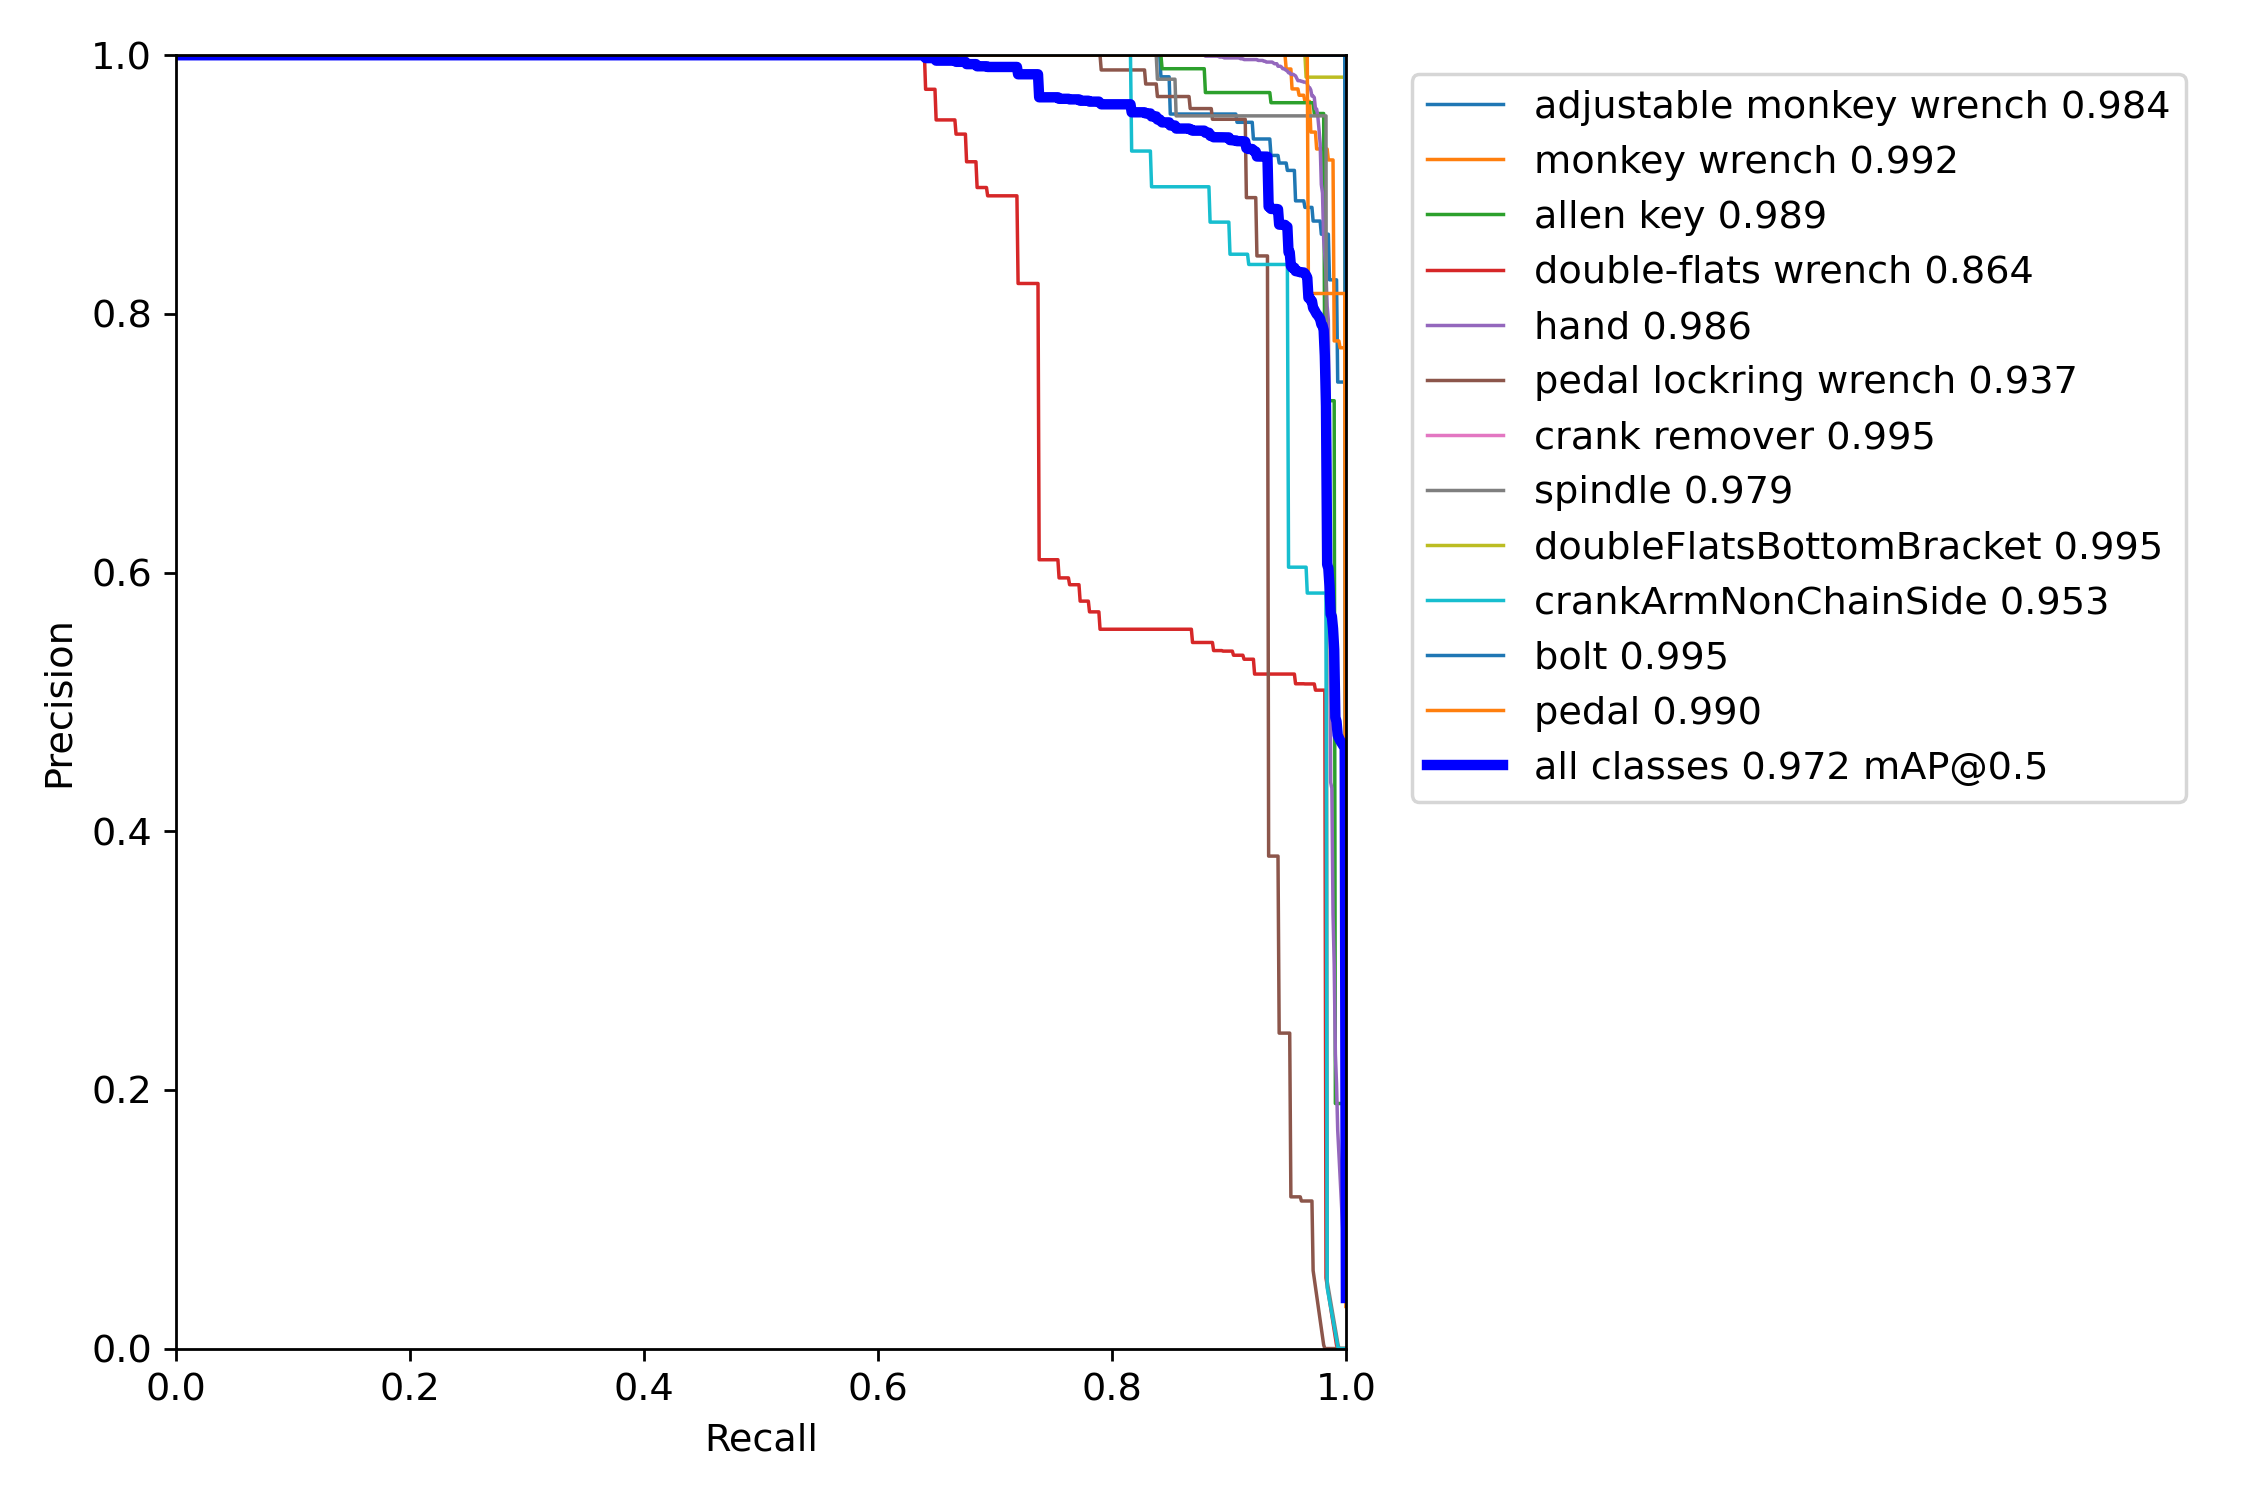 1.0
0.8
0.6
0.4
0.2
0.0
Precision
0.0 0.2 0.4 0.6 0.8 1.0
Recall
adjustable monkey wrench 0.984
monkey wrench 0.992
allen key 0.989
double-flats wrench 0.864
hand 0.986
pedal lockring wrench 0.937
crank remover 0.995
spindle 0.979
doubleFlatsBottomBracket 0.995
crankArmNonChainSide 0.953
bolt 0.995
pedal 0.990
all classes 0.972 mAP@0.5